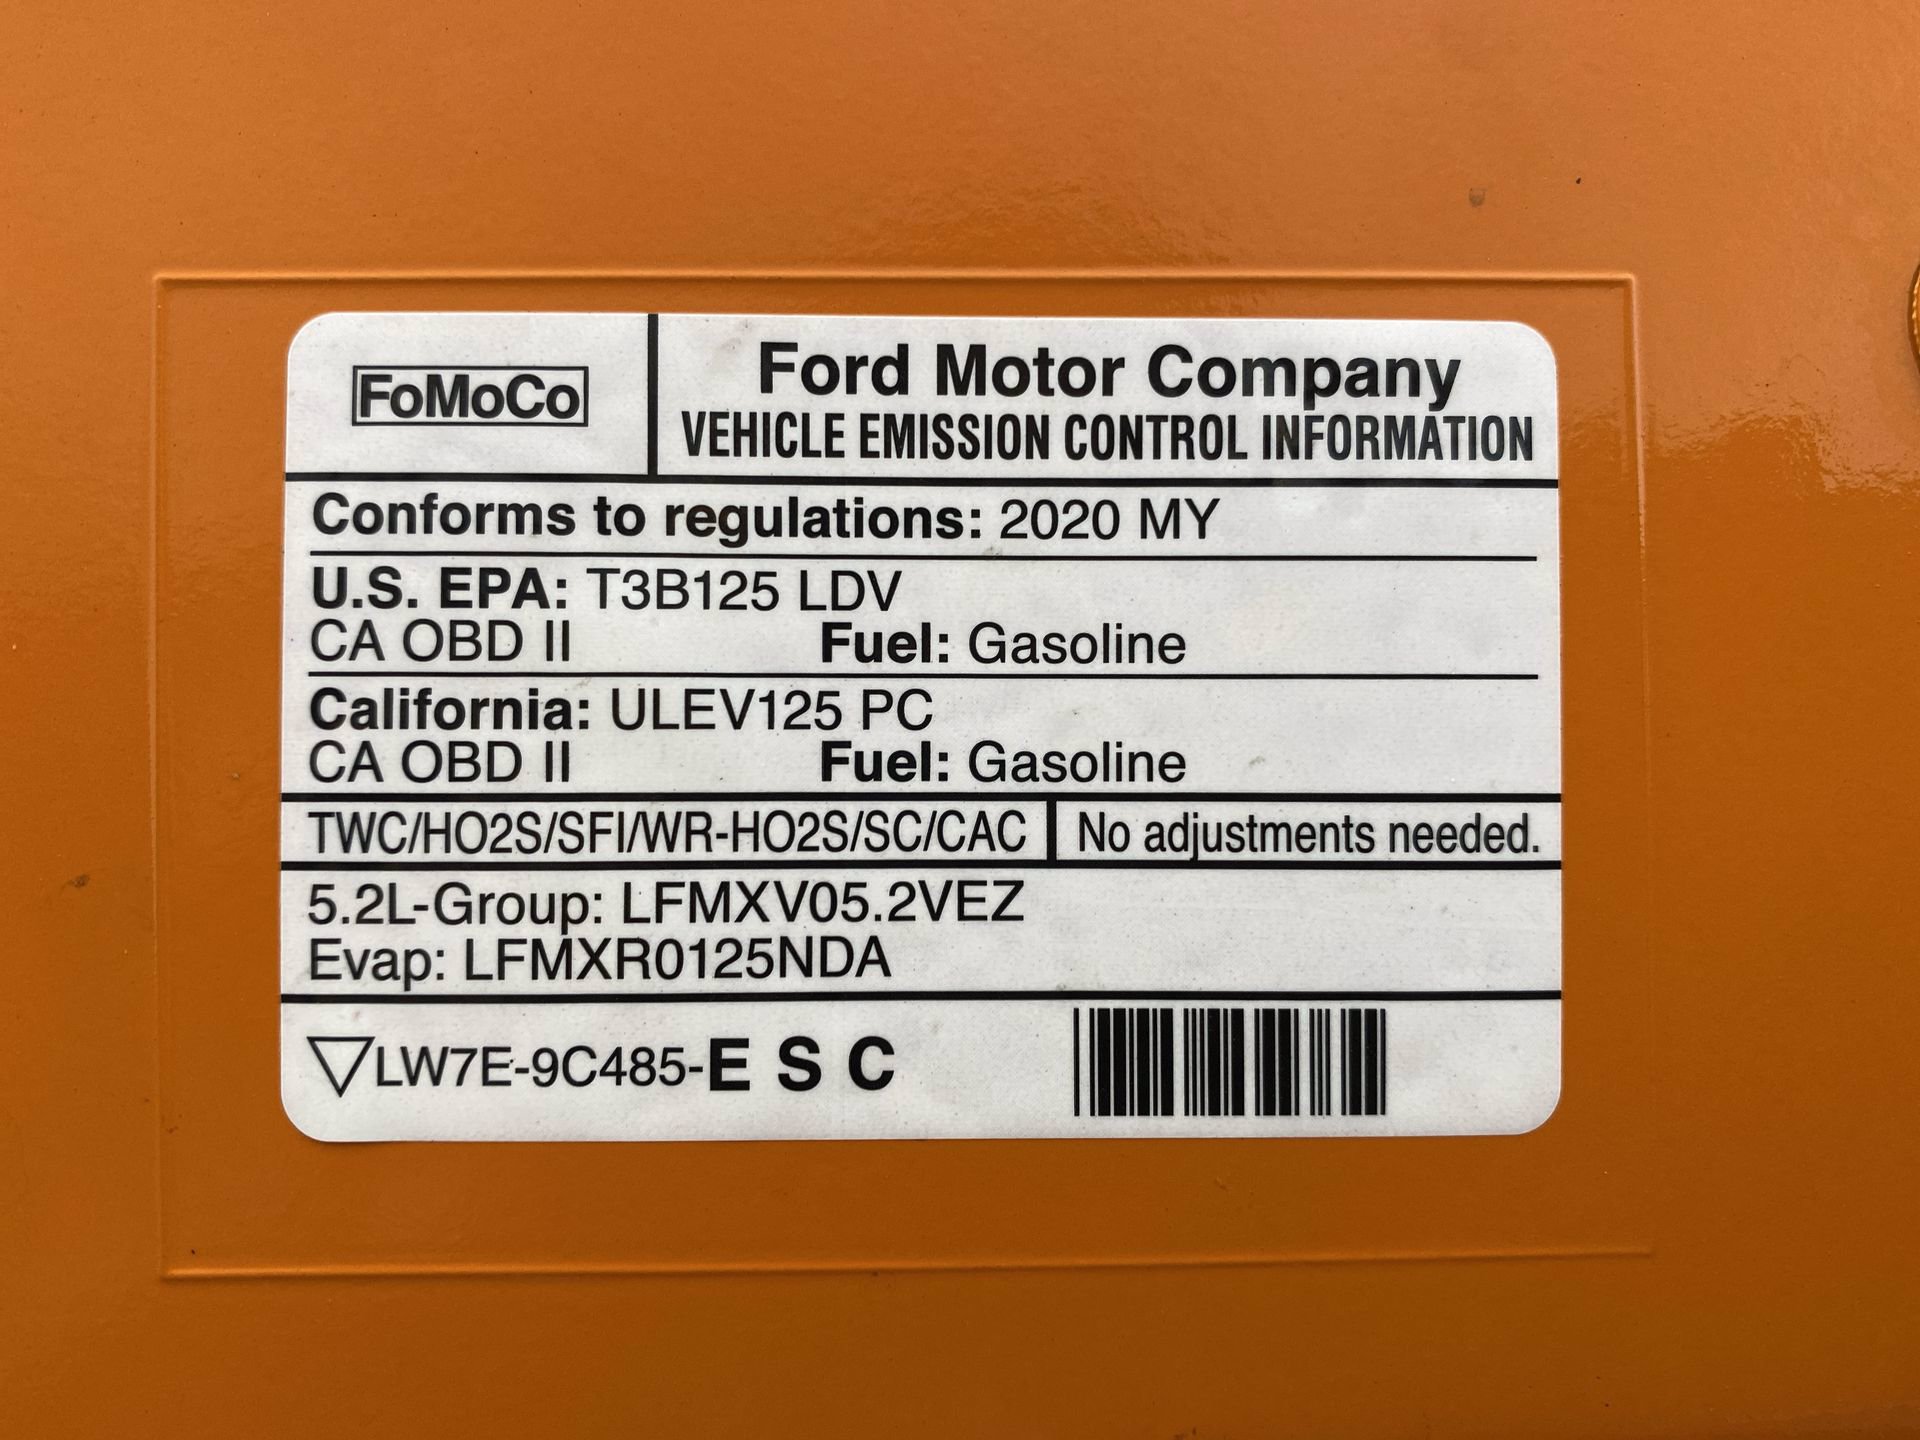 FoMoCo
Ford Motor Company
VEHICLE EMISSION CONTROL INFORMATION
Conforms to regulations: 2020 MY
U.S. EPA: T3B125 LDV
CA OBD II Fuel: Gasoline
California: ULEV125 PC
CA OBD II Fuel: Gasoline
TWC/HO2S/SFI/WR-HO2S/SC/CAC No adjustments needed.
5.2L-Group: LFMXV05.2VEZ
Evap: LFMXR0125NDA
LW7E-9C485-E S C